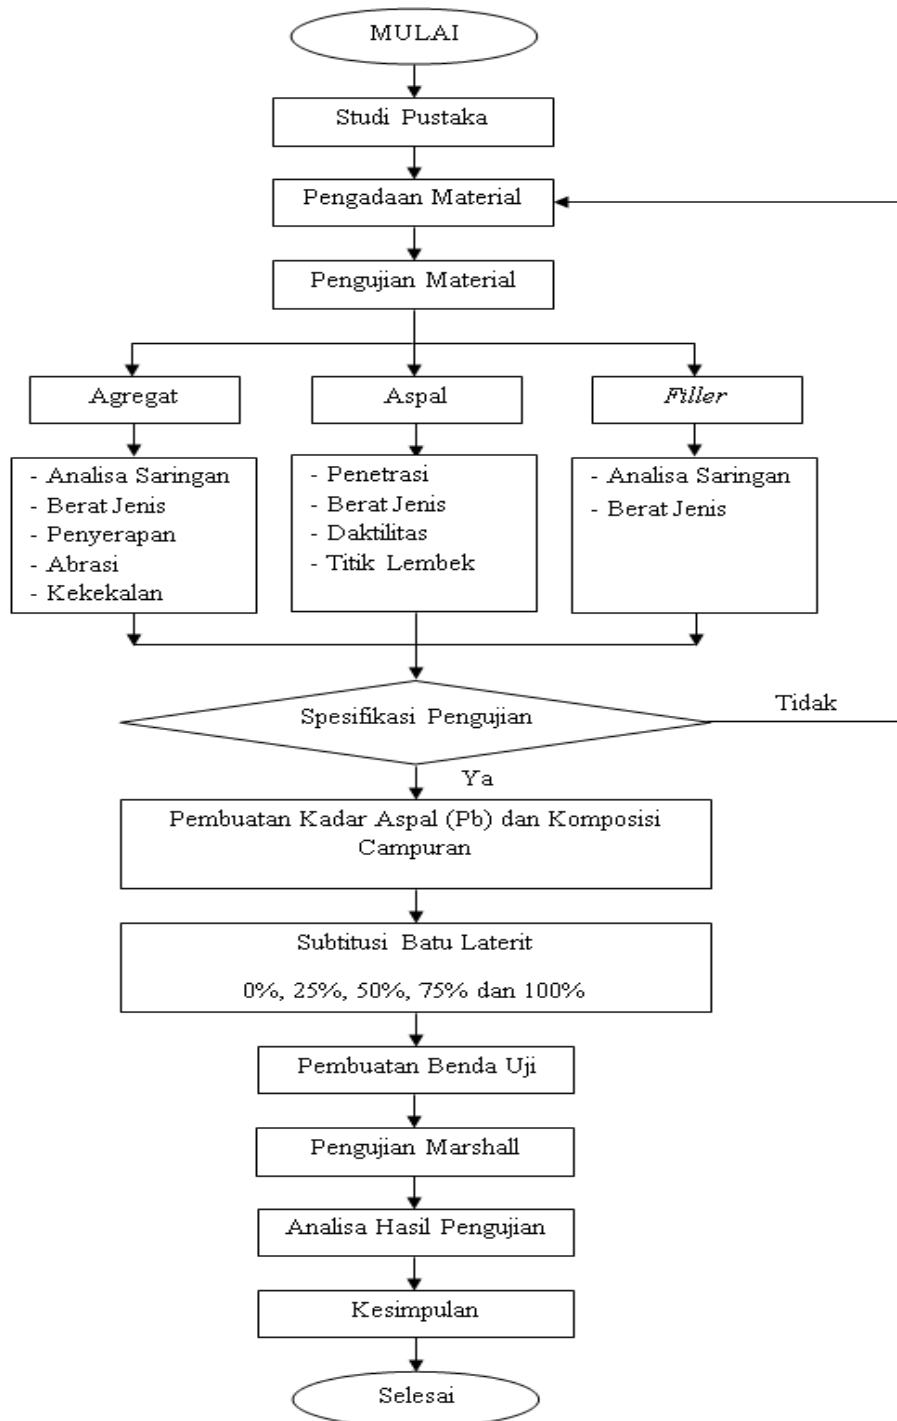 MULAI
Studi Pustaka
Pengadaan Material
Pengujian Material
Agregat
Aspal
Filler
- Analisa Saringan
- Berat Jenis
- Penyerapan
- Abrasi
- Kekekalan
- Penetrasi
- Berat Jenis
- Daktilitas
- Titik Lembek
- Analisa Saringan
- Berat Jenis
Spesifikasi Pengujian
Tidak
Ya
Pembuatan Kadar Aspal (Pb) dan Komposisi
Campuran
Subtitusi Batu Laterit
0%, 25%, 50%, 75% dan 100%
Pembuatan Benda Uji
Pengujian Marshall
Analisa Hasil Pengujian
Kesimpulan
Selesai